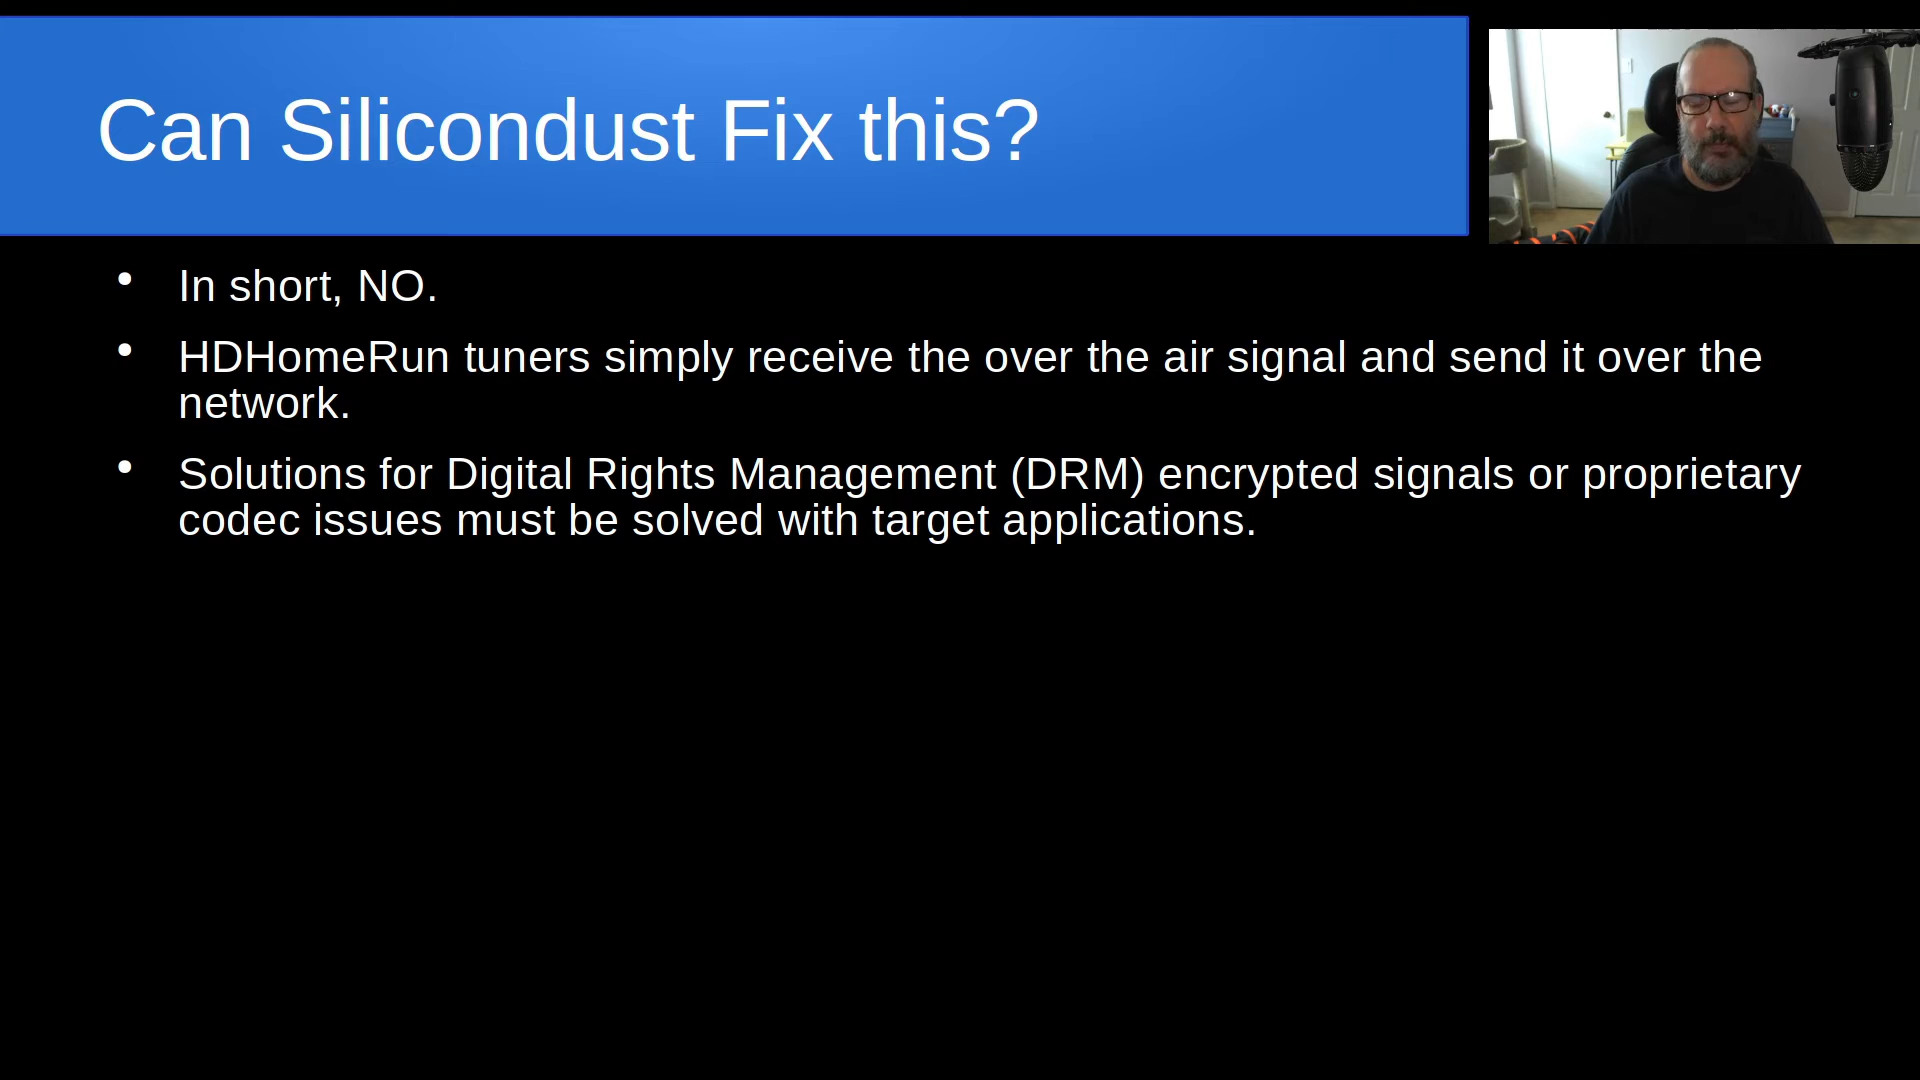 Can Silicondust Fix this?
• In short, NO.
• HDHomeRun tuners simply receive the over the air signal and send it over the
network.
• Solutions for Digital Rights Management (DRM) encrypted signals or proprietary
codec issues must be solved with target applications.